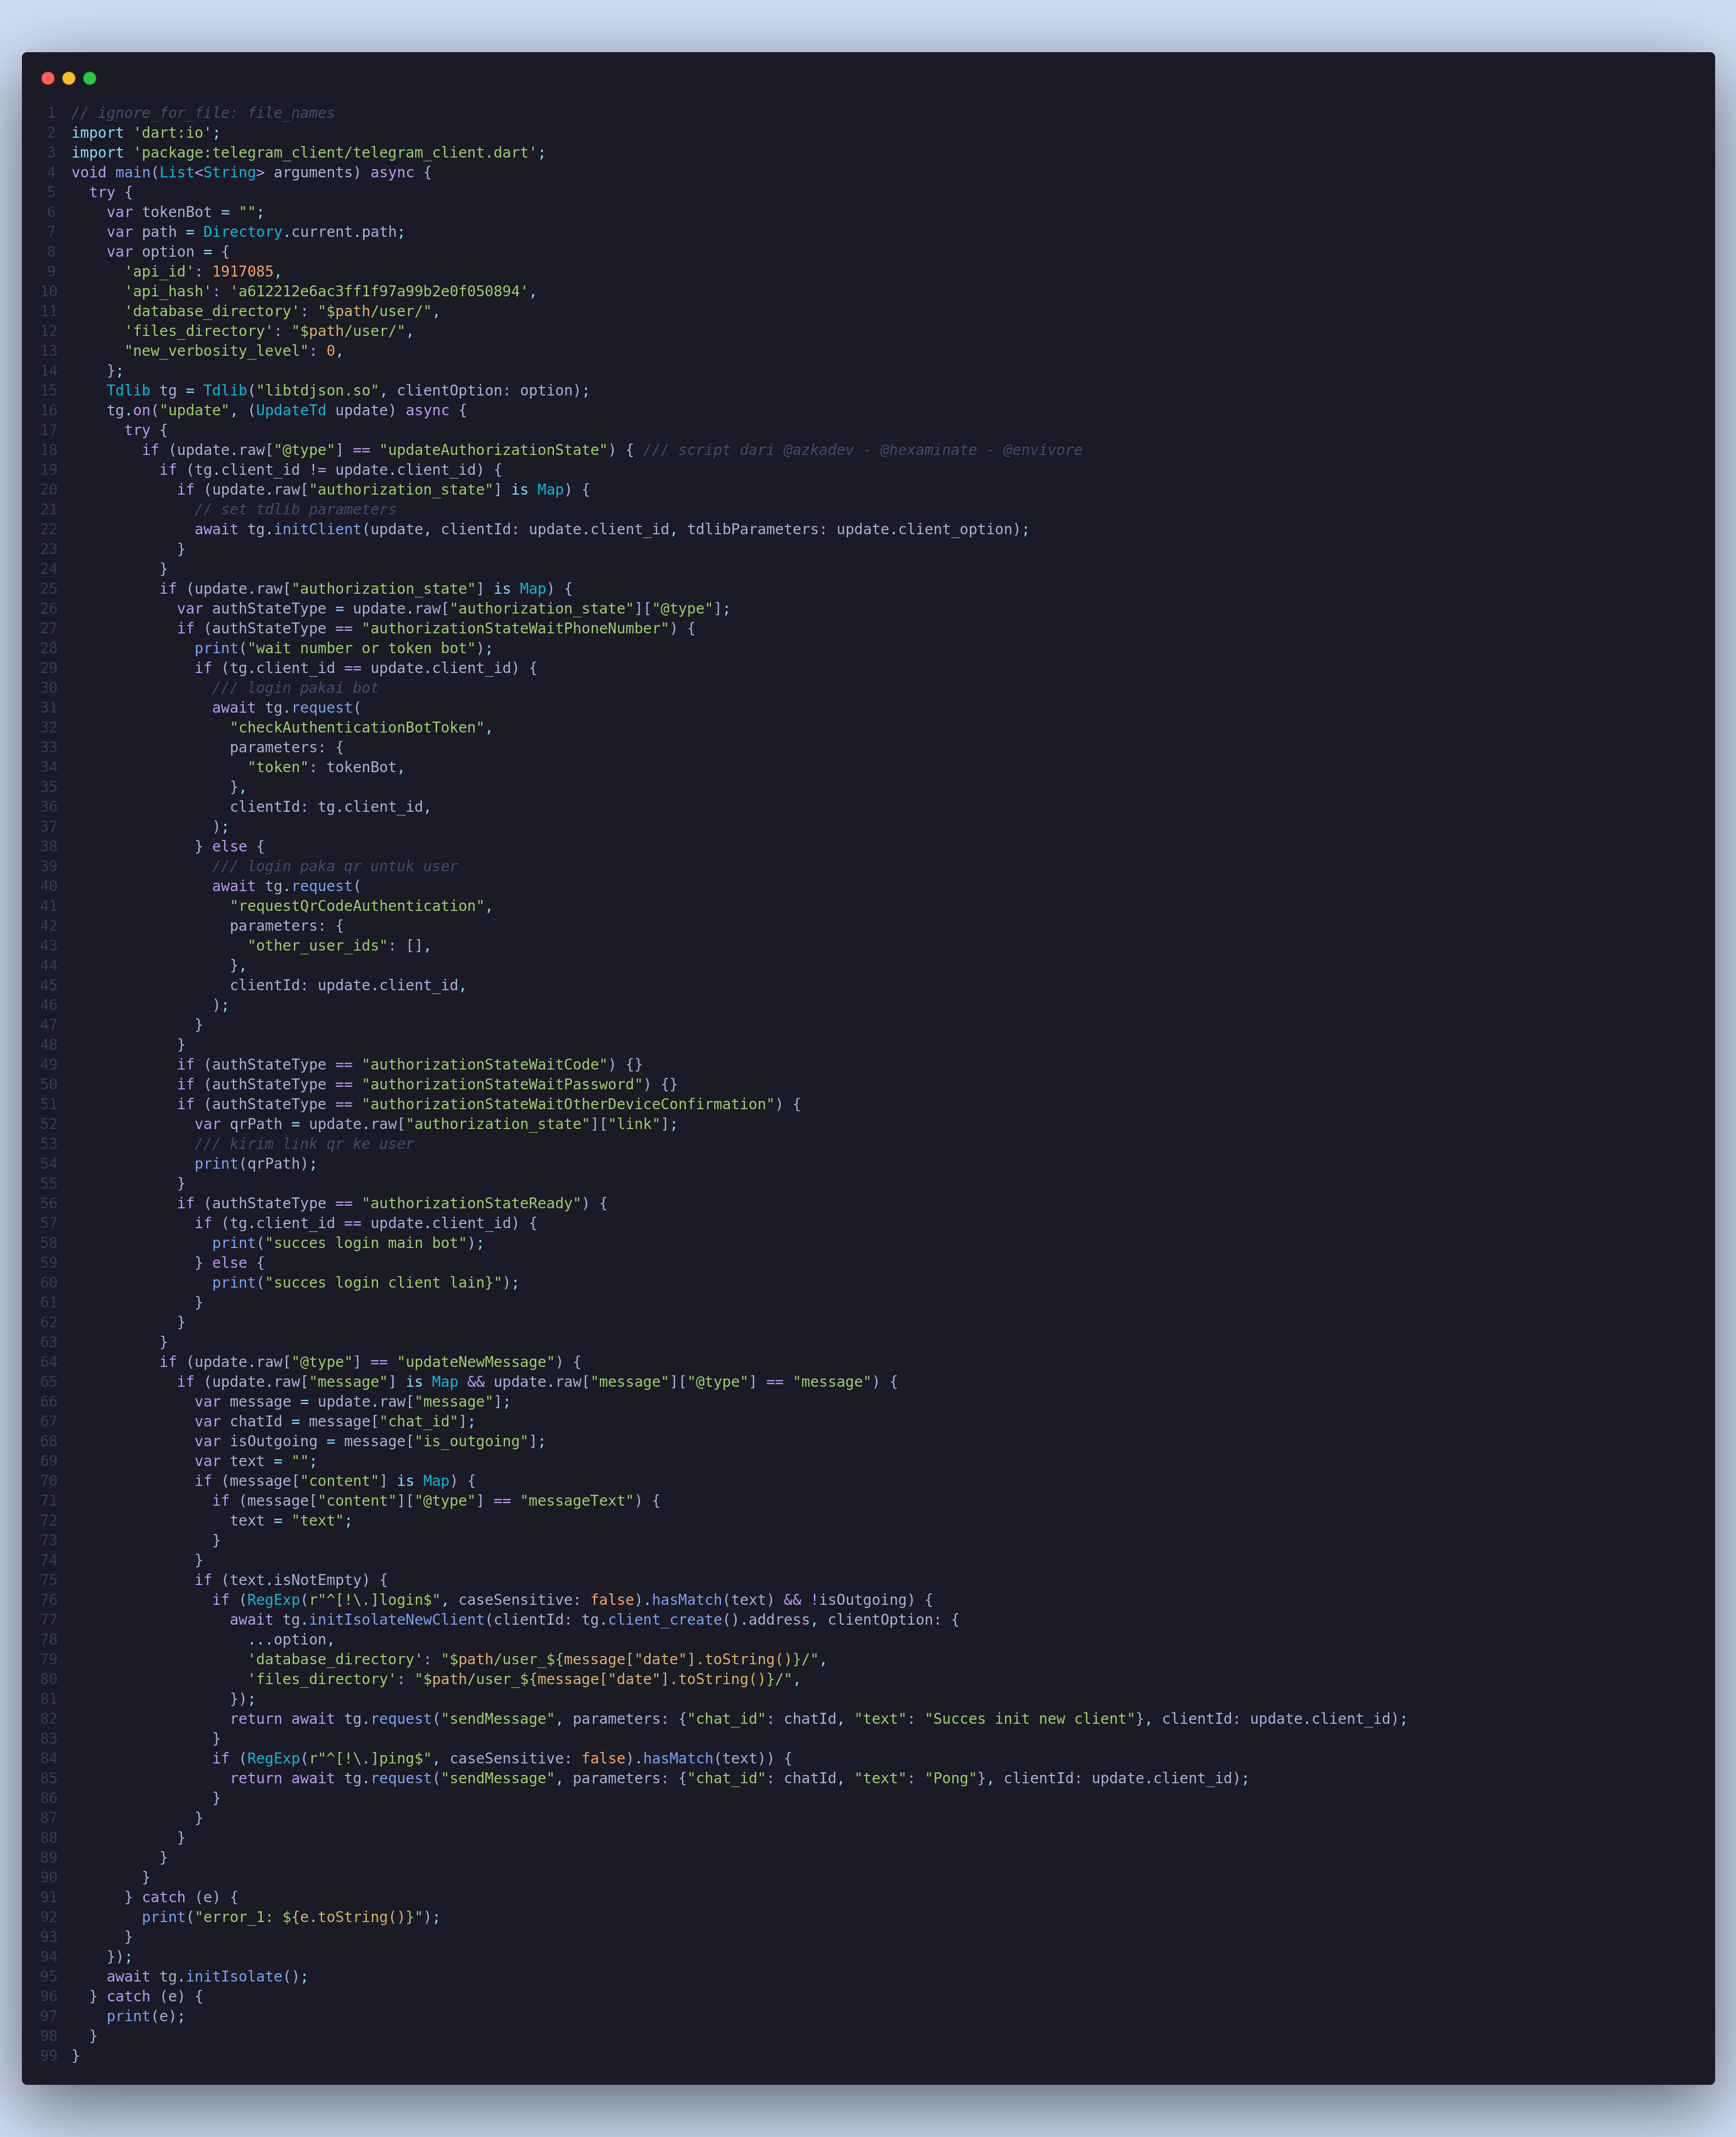 1 // ignore_for_file: file_names
2 import 'dart:io';
3 import 'package:telegram_client/telegram_client.dart';
4 void main(List<String> arguments) async {
5   try {
6     var tokenBot = "";
7     var path = Directory.current.path;
8     var option = {
9       'api_id': 1917085,
10       'api_hash': 'a612212e6ac3ff1f97a99b2e0f050894',
11       'database_directory': "$path/user/",
12       'files_directory': "$path/user/",
13       "new_verbosity_level": 0,
14     };
15     Tdlib tg = Tdlib("libtdjson.so", clientOption: option);
16     tg.on("update", (UpdateTd update) async {
17       try {
18         if (update.raw["@type"] == "updateAuthorizationState") { /// script dari @azkadev - @hexaminate - @envivore
19           if (tg.client_id != update.client_id) {
20             if (update.raw["authorization_state"] is Map) {
21               // set tdlib parameters
22               await tg.initClient(update, clientId: update.client_id, tdlibParameters: update.client_option);
23             }
24           }
25           if (update.raw["authorization_state"] is Map) {
26             var authStateType = update.raw["authorization_state"]["@type"];
27             if (authStateType == "authorizationStateWaitPhoneNumber") {
28               print("wait number or token bot");
29               if (tg.client_id == update.client_id) {
30                 /// login pakai bot
31                 await tg.request(
32                   "checkAuthenticationBotToken",
33                   parameters: {
34                     "token": tokenBot,
35                   },
36                   clientId: tg.client_id,
37                 );
38               } else {
39                 /// login paka qr untuk user
40                 await tg.request(
41                   "requestQrCodeAuthentication",
42                   parameters: {
43                     "other_user_ids": [],
44                   },
45                   clientId: update.client_id,
46                 );
47               }
48             }
49             if (authStateType == "authorizationStateWaitCode") {}
50             if (authStateType == "authorizationStateWaitPassword") {}
51             if (authStateType == "authorizationStateWaitOtherDeviceConfirmation") {
52               var qrPath = update.raw["authorization_state"]["link"];
53               /// kirim link qr ke user
54               print(qrPath);
55             }
56             if (authStateType == "authorizationStateReady") {
57               if (tg.client_id == update.client_id) {
58                 print("succes login main bot");
59               } else {
60                 print("succes login client lain}");
61               }
62             }
63           }
64           if (update.raw["@type"] == "updateNewMessage") {
65             if (update.raw["message"] is Map && update.raw["message"]["@type"] == "message") {
66               var message = update.raw["message"];
67               var chatId = message["chat_id"];
68               var isOutgoing = message["is_outgoing"];
69               var text = "";
70               if (message["content"] is Map) {
71                 if (message["content"]["@type"] == "messageText") {
72                   text = "text";
73                 }
74               }
75               if (text.isNotEmpty) {
76                 if (RegExp(r"^[!\.]login$", caseSensitive: false).hasMatch(text) && !isOutgoing) {
77                   await tg.initIsolateNewClient(clientId: tg.client_create().address, clientOption: {
78                     ...option,
79                     'database_directory': "$path/user_${message["date"].toString()}/",
80                     'files_directory': "$path/user_${message["date"].toString()}/",
81                   });
82                   return await tg.request("sendMessage", parameters: {"chat_id": chatId, "text": "Succes init new client"}, clientId: update.client_id);
83                 }
84                 if (RegExp(r"^[!\.]ping$", caseSensitive: false).hasMatch(text)) {
85                   return await tg.request("sendMessage", parameters: {"chat_id": chatId, "text": "Pong"}, clientId: update.client_id);
86                 }
87               }
88             }
89           }
90         }
91       } catch (e) {
92         print("error_1: ${e.toString()}");
93       }
94     });
95     await tg.initIsolate();
96   } catch (e) {
97     print(e);
98   }
99 }